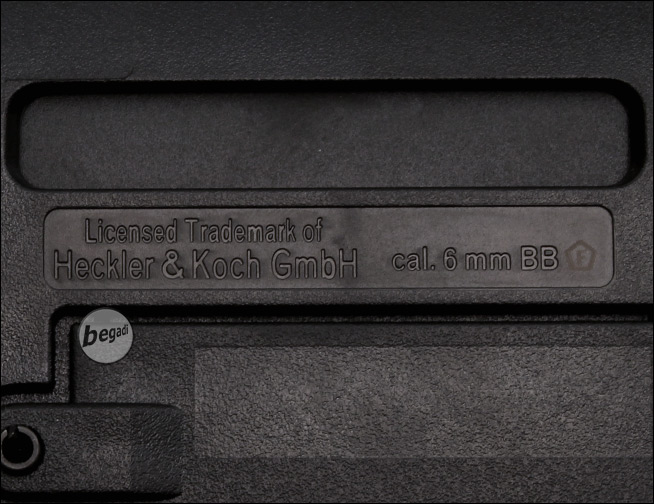 Licensed Trademark of
Heckler & Koch GmbH
cal. 6 mm BB F
begadi